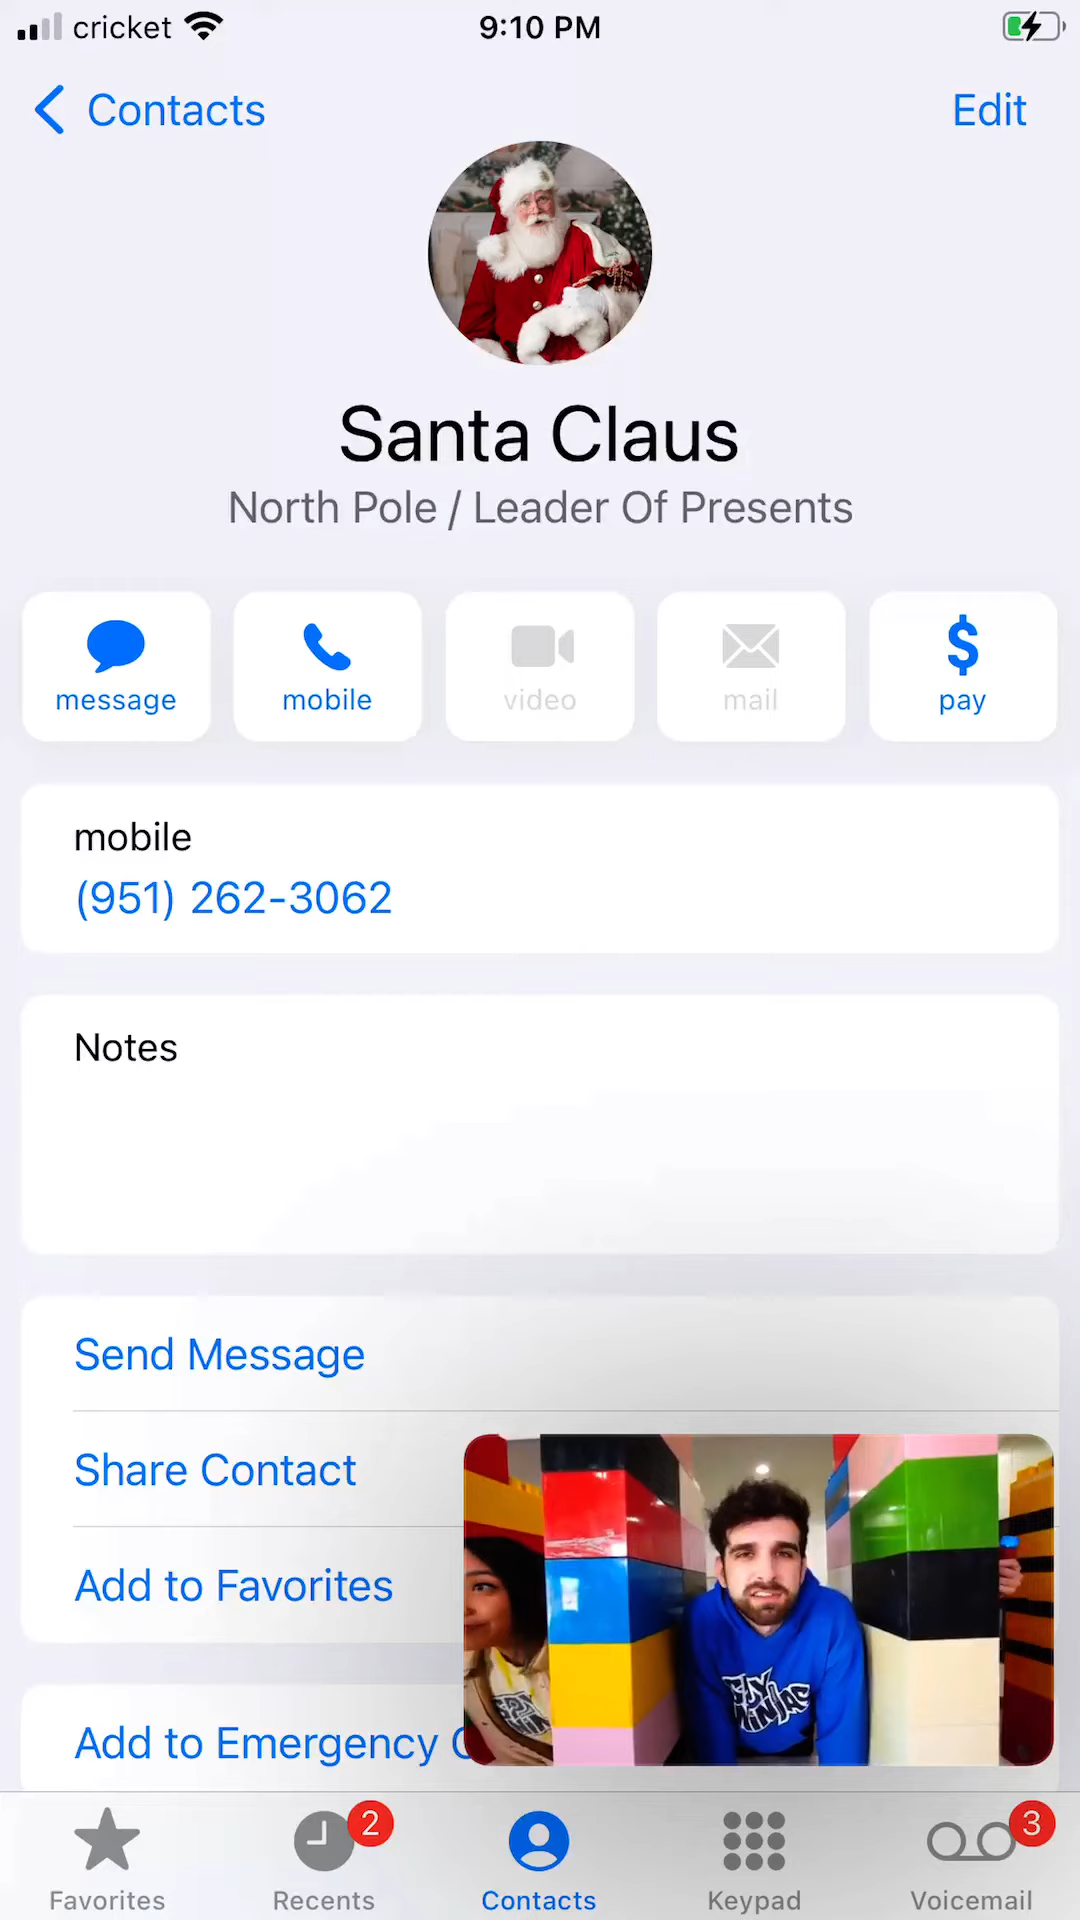 cricket 9:10 PM
Contacts Edit
Santa Claus
North Pole / Leader Of Presents
message mobile video mail pay
mobile
(951) 262-3062
Notes
Send Message
Share Contact
Add to Favorites
Add to Emergency
2 3
Favorites Recents Contacts Keypad Voicemail